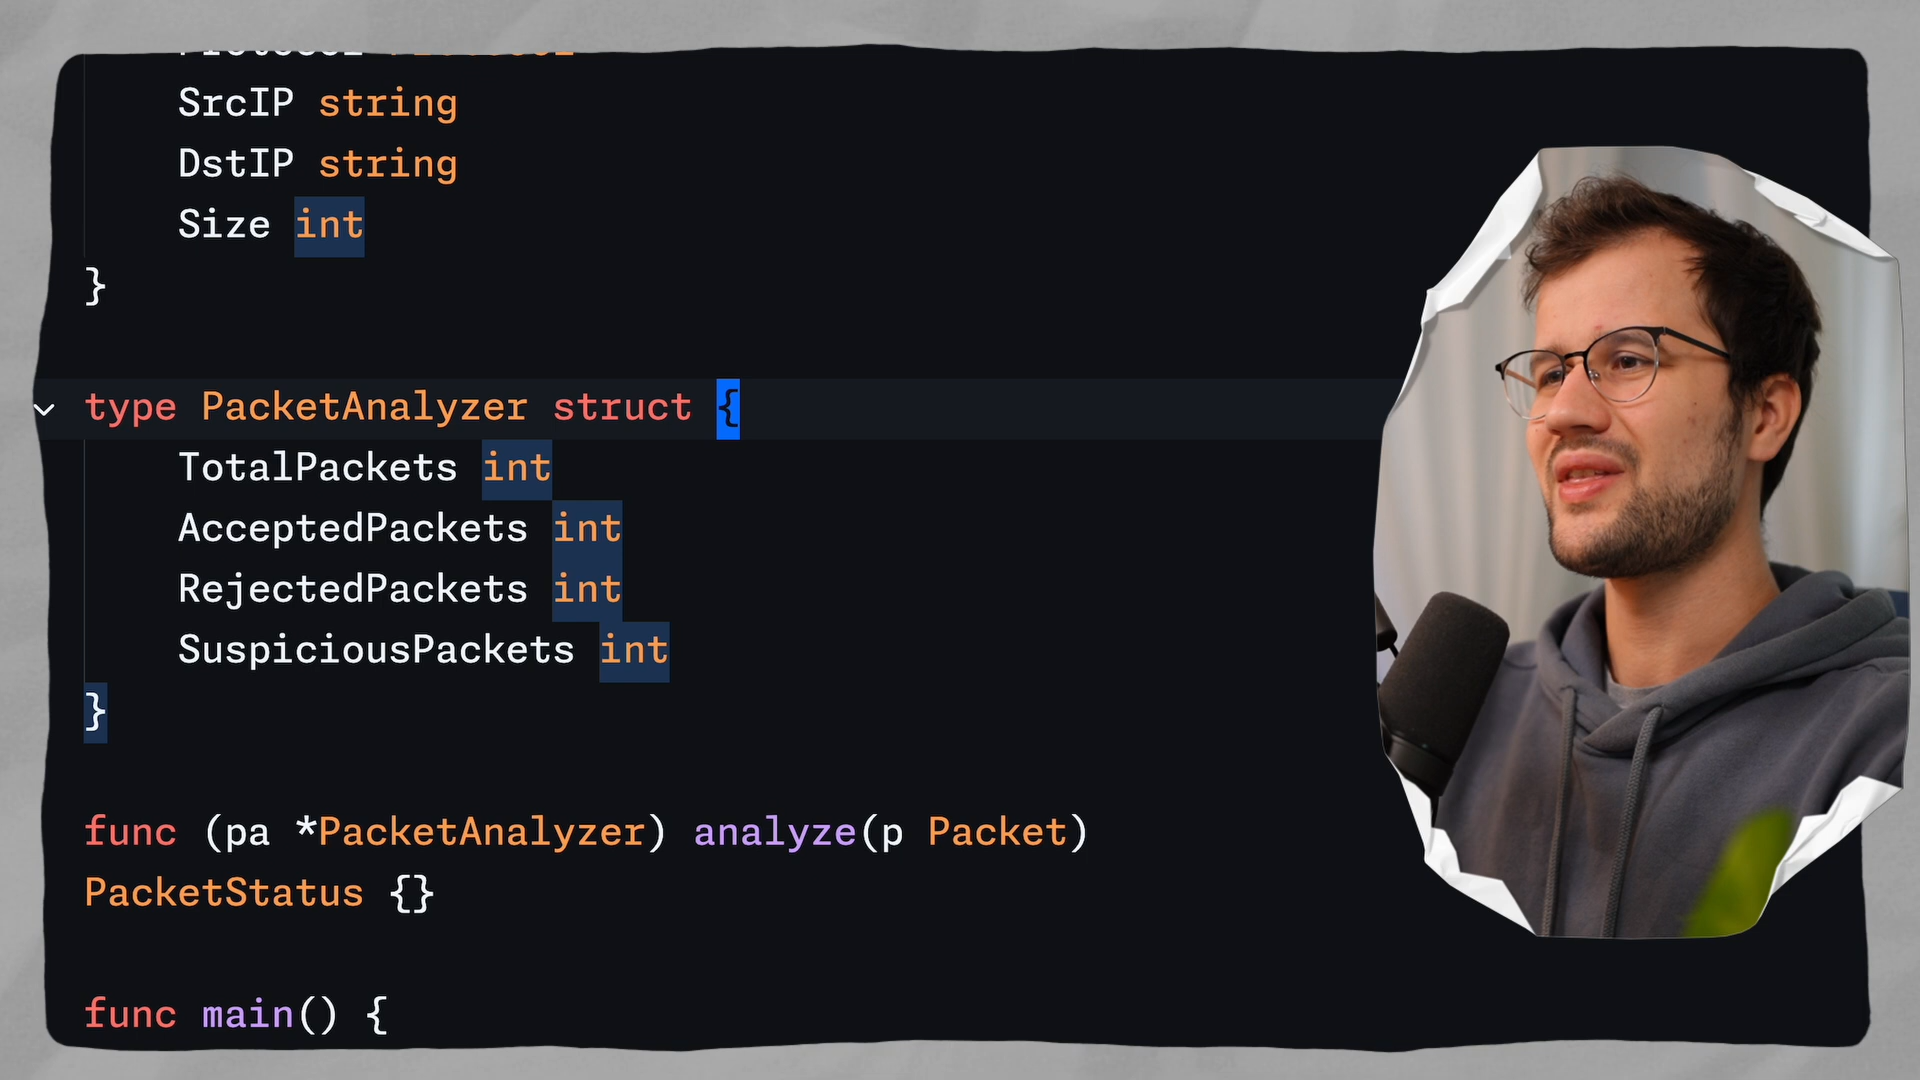 SrcIP string
DstIP string
Size int
}
type PacketAnalyzer struct {
TotalPackets int
AcceptedPackets int
RejectedPackets int
SuspiciousPackets int
}
func (pa *PacketAnalyzer) analyze(p Packet)
PacketStatus {}
func main() {